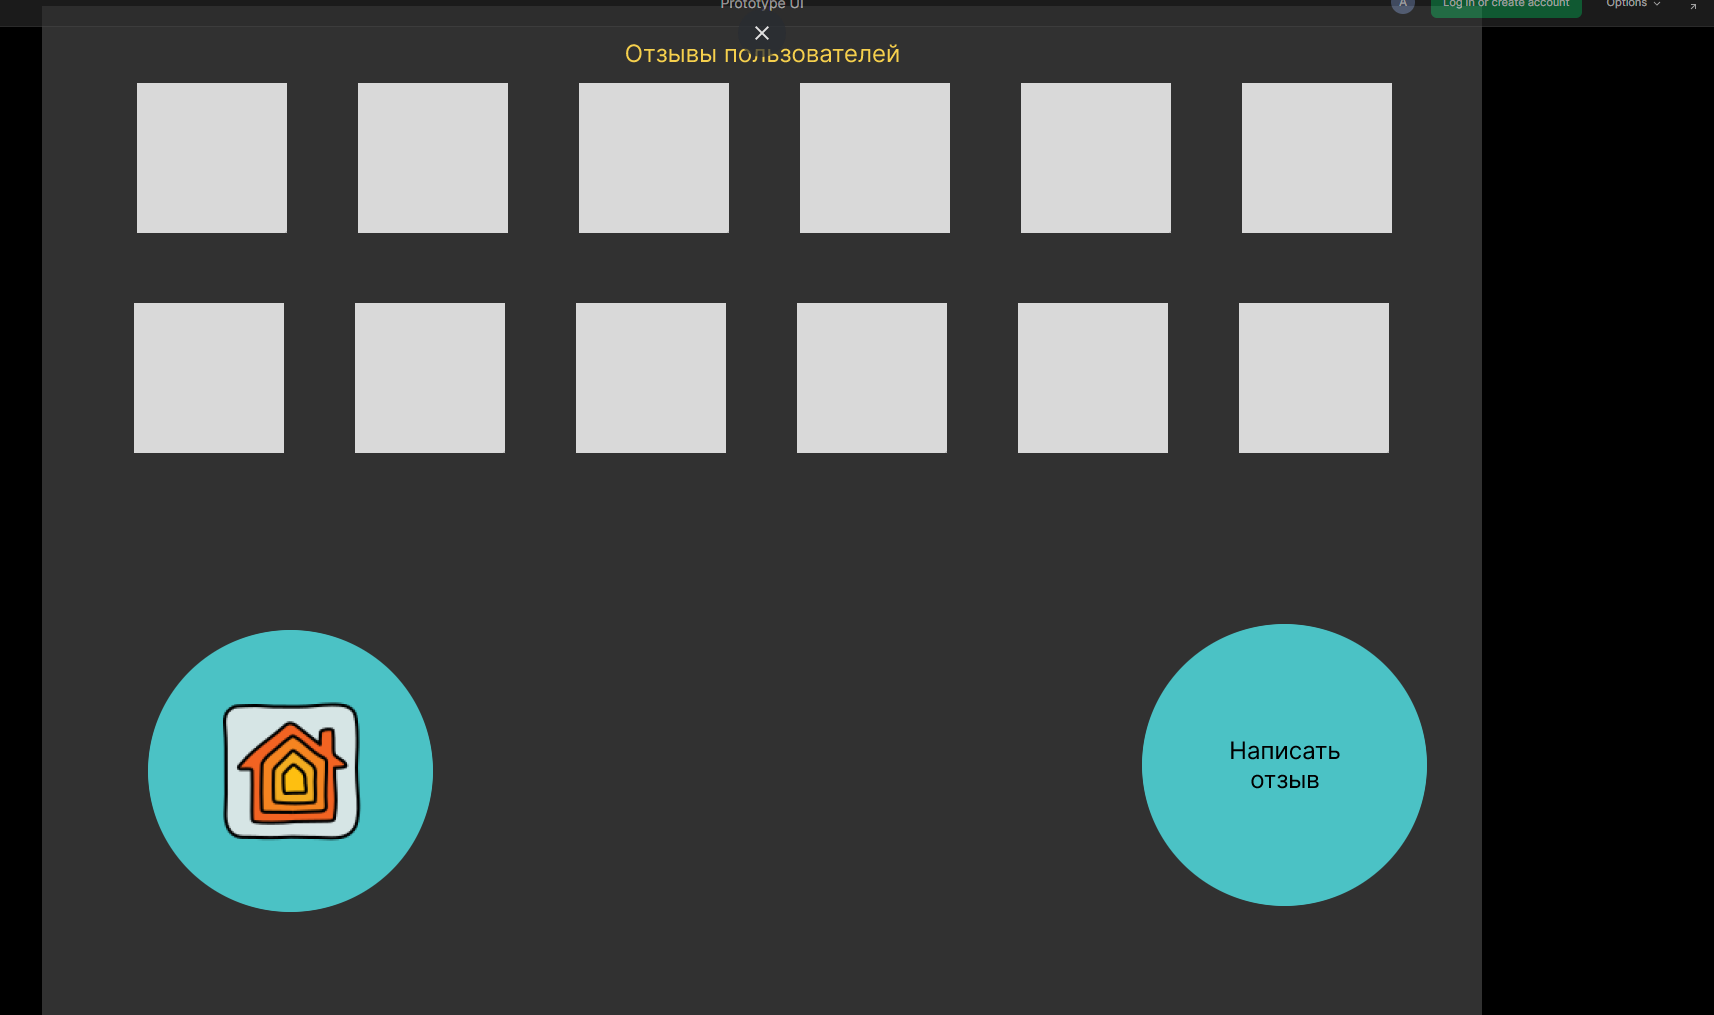 Prototype UI
A
Log in or create account
Options
Отзывы пользователей
Написать
отзыв